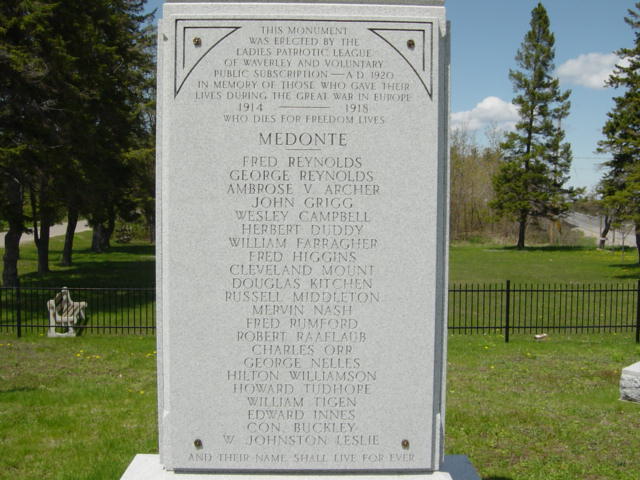 THIS MONUMENT
WAS ERECTED BY THE
LADIES PATRIOTIC LEAGUE
OF WAVERLEY AND VOLUNTARY
PUBLIC SUBSCRIPTION — A.D. 1920
IN MEMORY OF THOSE WHO GAVE THEIR
LIVES DURING THE GREAT WAR IN EUROPE
1914 — 1918
WHO DIES FOR FREEDOM LIVES
MEDONTE
FRED REYNOLDS
GEORGE REYNOLDS
AMBROSE V. ARCHER
JOHN GRIGG
WESLEY CAMPBELL
HERBERT DUDDY
WILLIAM FARRAGHER
FRED HIGGINS
CLEVELAND MOUNT
DOUGLAS KITCHEN
RUSSELL MIDDLETON
MERVIN NASH
FRED RUMFORD
ROBERT RAAFLAUB
CHARLES ORR
GEORGE NELLES
HILTON WILLIAMSON
HOWARD TUDHOPE
WILLIAM TIGEN
EDWARD INNES
CON. BUCKLEY
W. JOHNSTON LESLIE
AND THEIR NAME SHALL LIVE FOR EVER